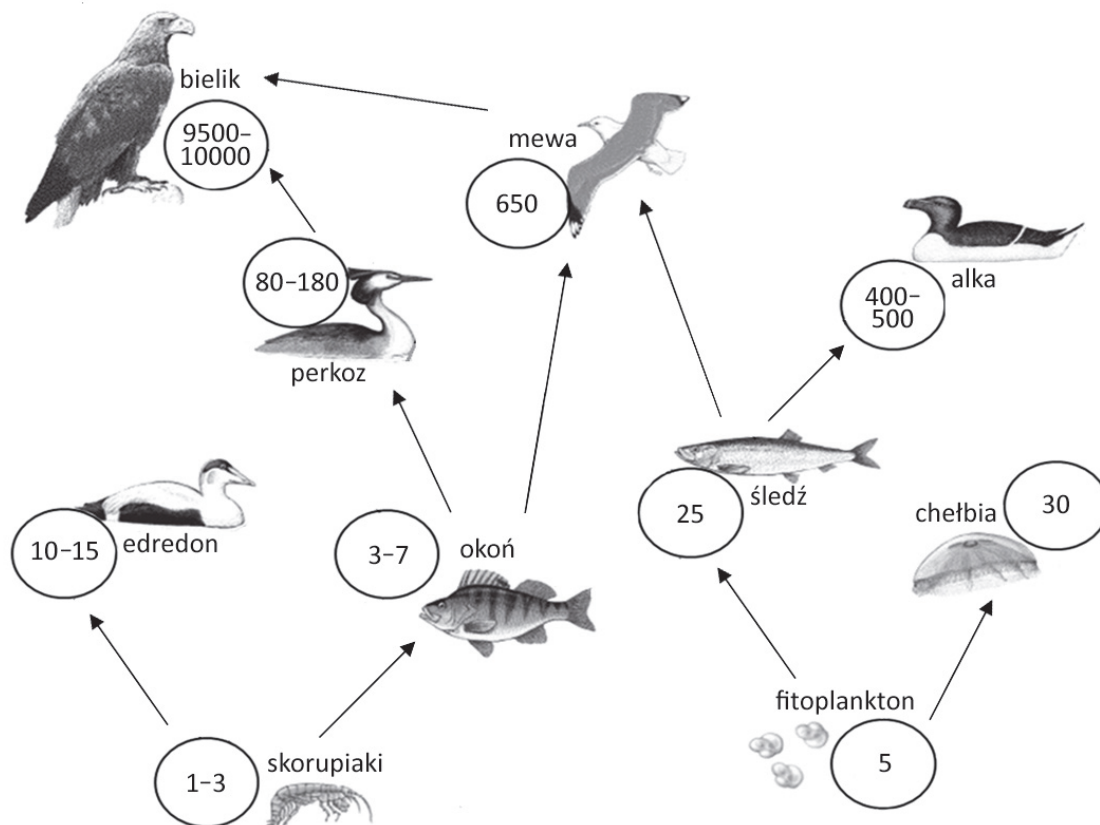 bielik
9500–
10000
mewa
650
alka
400–
500
80–180
perkoz
10–15
edredon
3–7
okoń
25
śledź
chełbia
30
1–3
skorupiaki
fitoplankton
5